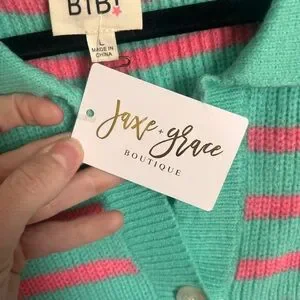 BIBI
L
MADE IN
CHINA
Jaxe + grace
BOUTIQUE